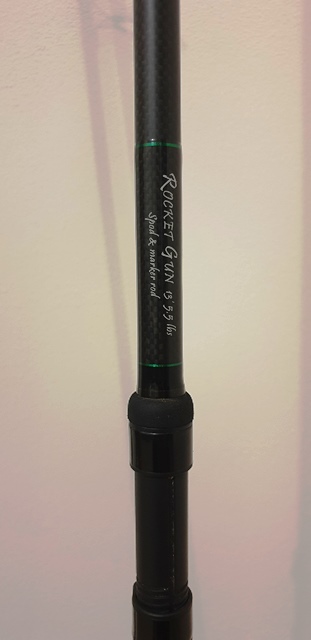 ROCKET GUN 13' 5.5 lbs
Spod & marker rod